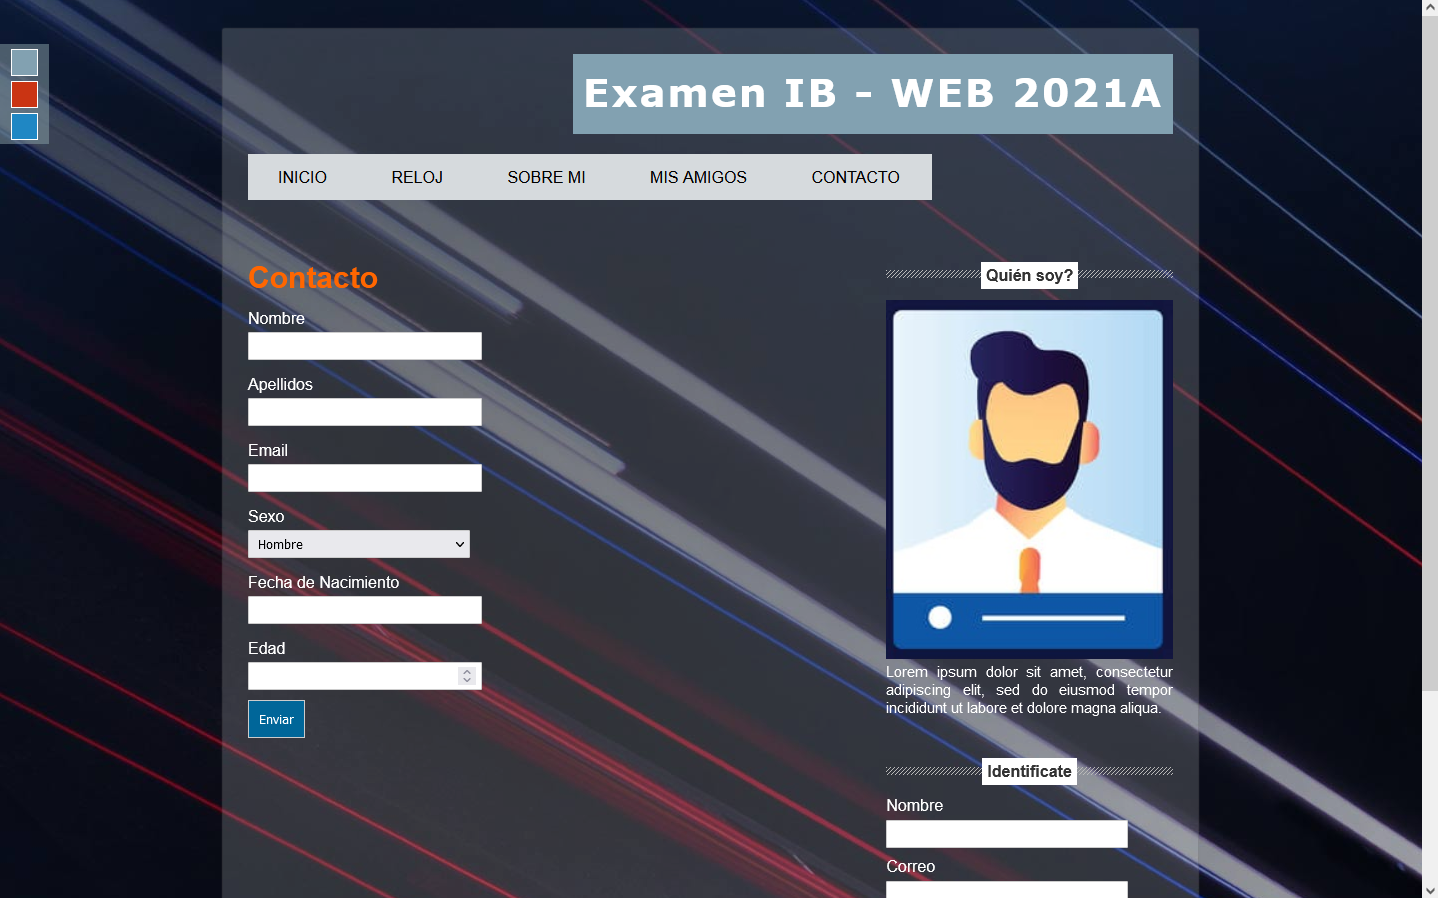 Examen IB - WEB 2021A
INICIO RELOJ SOBRE MI MIS AMIGOS CONTACTO
Contacto
Nombre
Apellidos
Email
Sexo
Hombre
Fecha de Nacimiento
Edad
Enviar
Quién soy?
Lorem ipsum dolor sit amet, consectetur
adipiscing elit, sed do eiusmod tempor
incididunt ut labore et dolore magna aliqua.
Identificate
Nombre
Correo